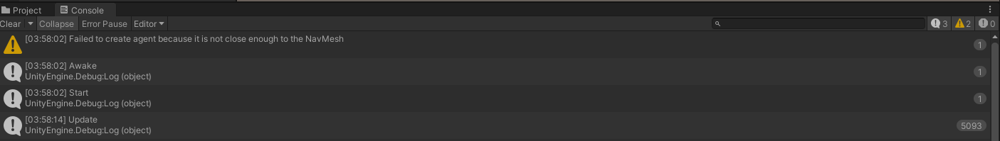 Project Console
Clear Collapse Error Pause Editor 3 2 0
[03:58:02] Failed to create agent because it is not close enough to the NavMesh 1
[03:58:02] Awake
UnityEngine.Debug:Log (object) 1
[03:58:02] Start
UnityEngine.Debug:Log (object) 1
[03:58:14] Update
UnityEngine.Debug:Log (object) 5093